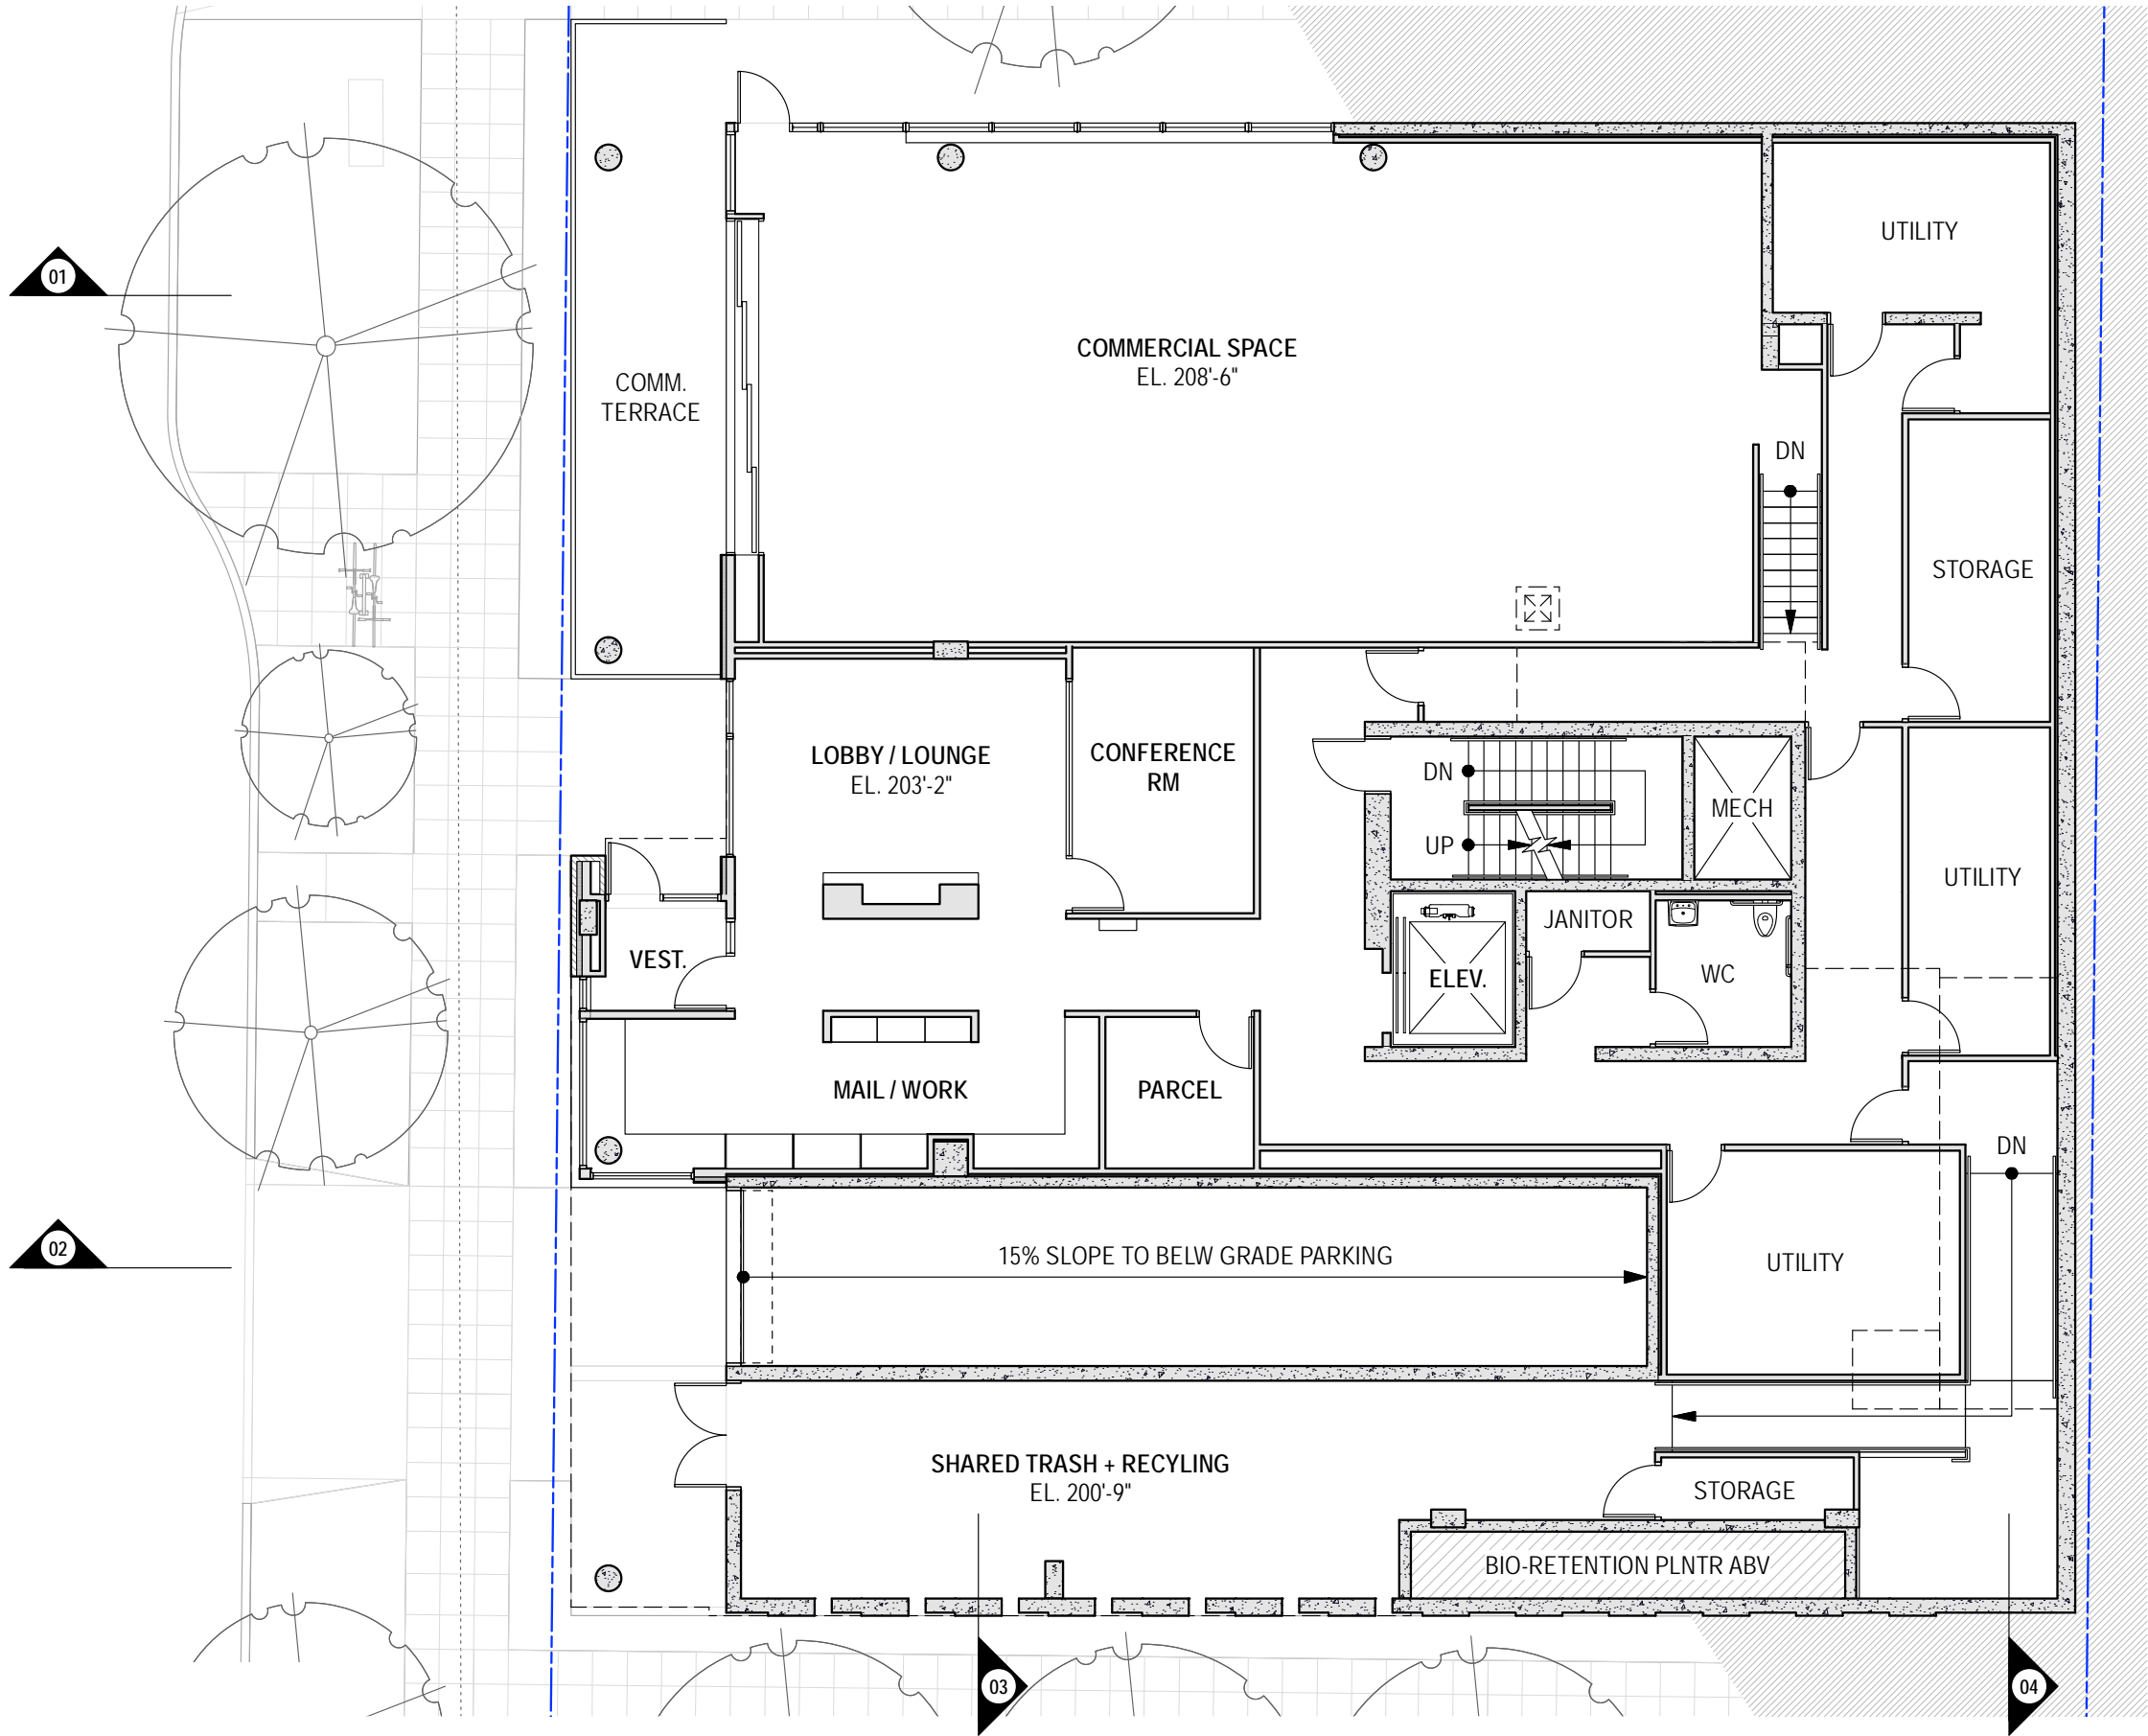 UTILITY
01
COMMERCIAL SPACE
EL. 208'-6"
COMM.
TERRACE
DN
STORAGE
LOBBY / LOUNGE
EL. 203'-2"
CONFERENCE
RM
DN
MECH
UP
UTILITY
JANITOR
VEST.
ELEV.
WC
MAIL / WORK
PARCEL
DN
02
15% SLOPE TO BELW GRADE PARKING
UTILITY
SHARED TRASH + RECYLING
EL. 200'-9"
STORAGE
BIO-RETENTION PLNTR ABV
03
04